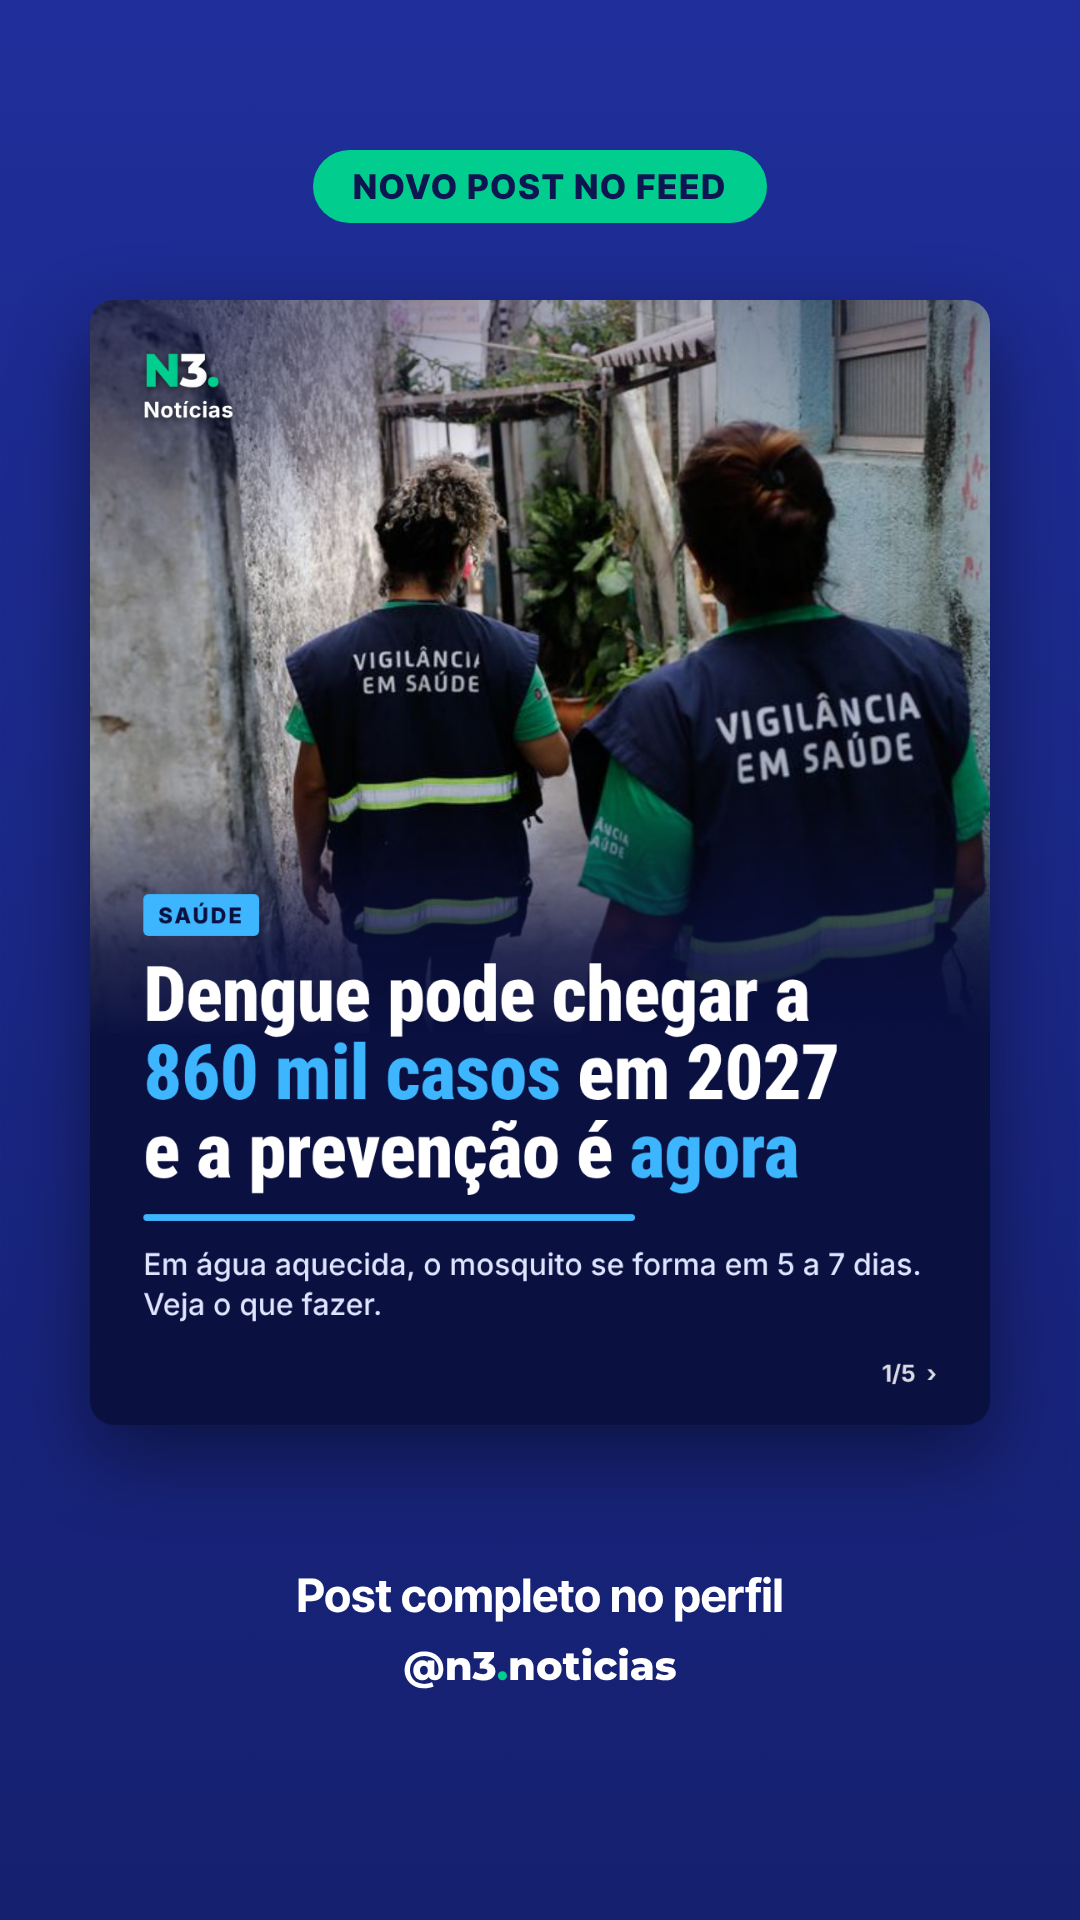 NOVO POST NO FEED
N3.
Notícias
VIGILÂNCIA
EM SAÚDE
VIGILÂNCIA
EM SAÚDE
SAÚDE
SAÚDE
Dengue pode chegar a
860 mil casos em 2027
e a prevenção é agora
Em água aquecida, o mosquito se forma em 5 a 7 dias.
Veja o que fazer.
1/5 ›
Post completo no perfil
@n3.noticias